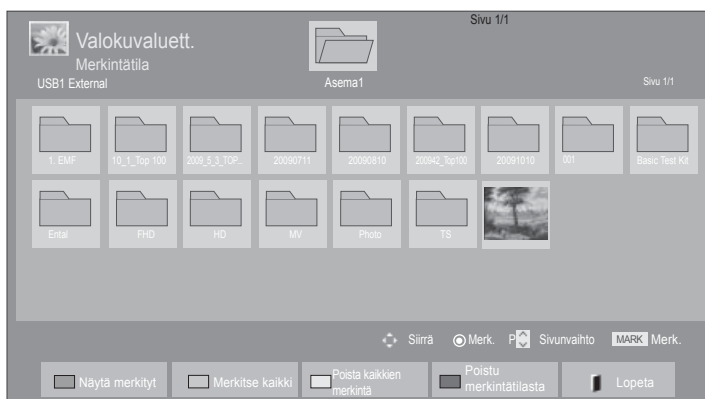 Sivu 1/1
Valokuvaluett.
Merkintätila
USB1 External
Asema1
Sivu 1/1
1. EMF
10_1_Top 100
2009_5_3_TOP...
20090711
20090810
200942_Top100
20091010
001
Basic Test Kit
Ental
FHD
HD
MV
Photo
TS
Siirrä
Merk.
P
Sivunvaihto
MARK Merk.
Näytä merkityt
Merkitse kaikki
Poista kaikkien
merkintä
Poistu
merkintätilasta
Lopeta